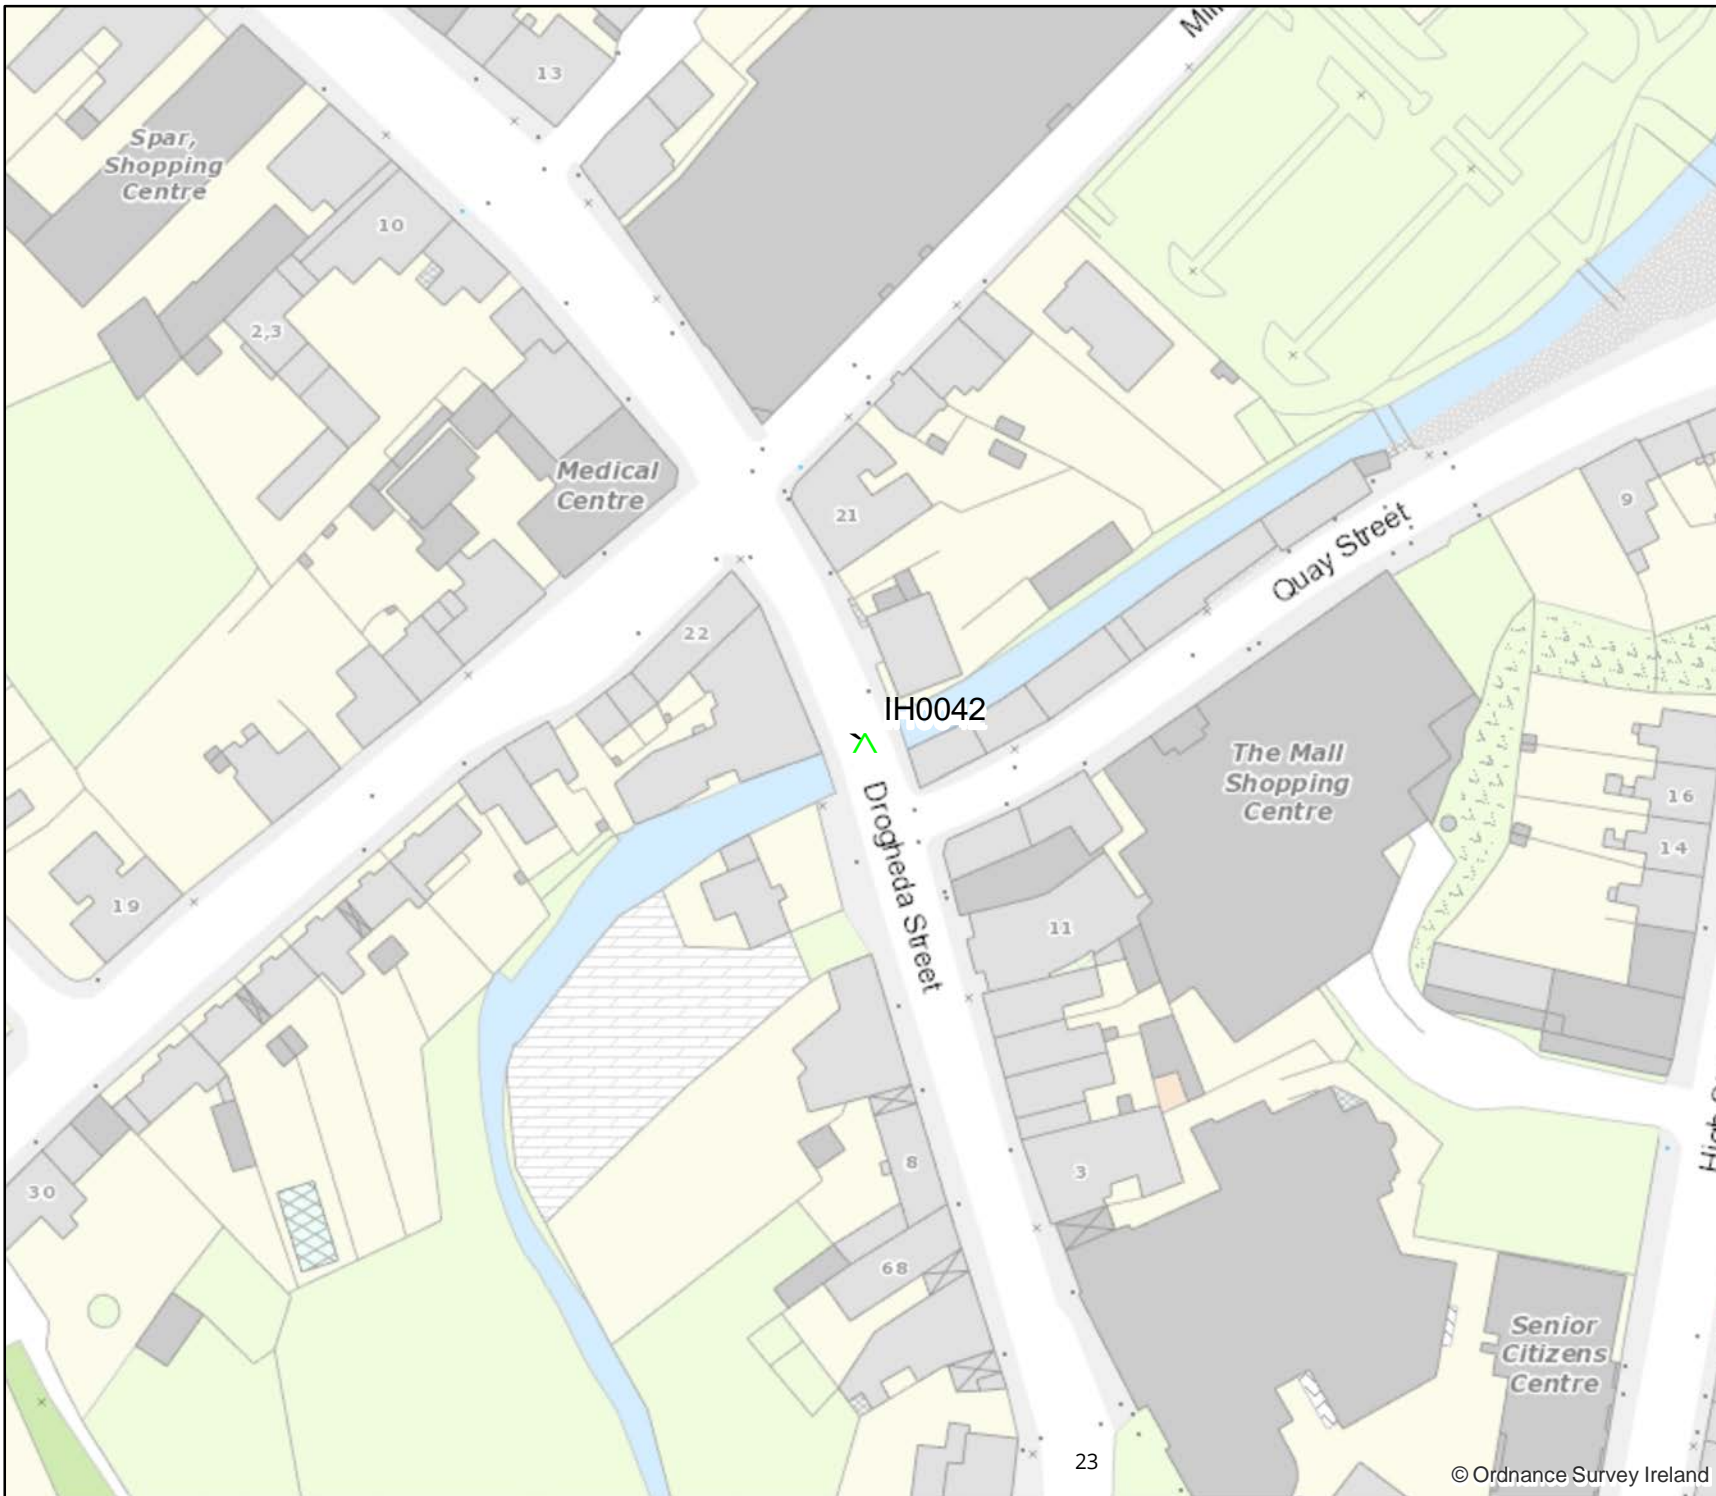 13
Spar,
Shopping
Centre
10
2,3
Medical
Centre
21
22
9
Quay Street
IH0042
The Mall
Shopping
Centre
16
14
Drogheda Street
19
11
8
3
30
68
Senior
Citizens
Centre
23
© Ordnance Survey Ireland